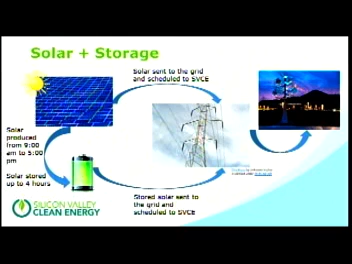 Solar + Storage
Solar sent to the grid
and scheduled to SVCE
Solar
produced
from 9:00
am to 5:00
pm
Solar stored
up to 4 hours
Stored solar sent to
the grid and
scheduled to SVCE
SILICON VALLEY
CLEAN ENERGY